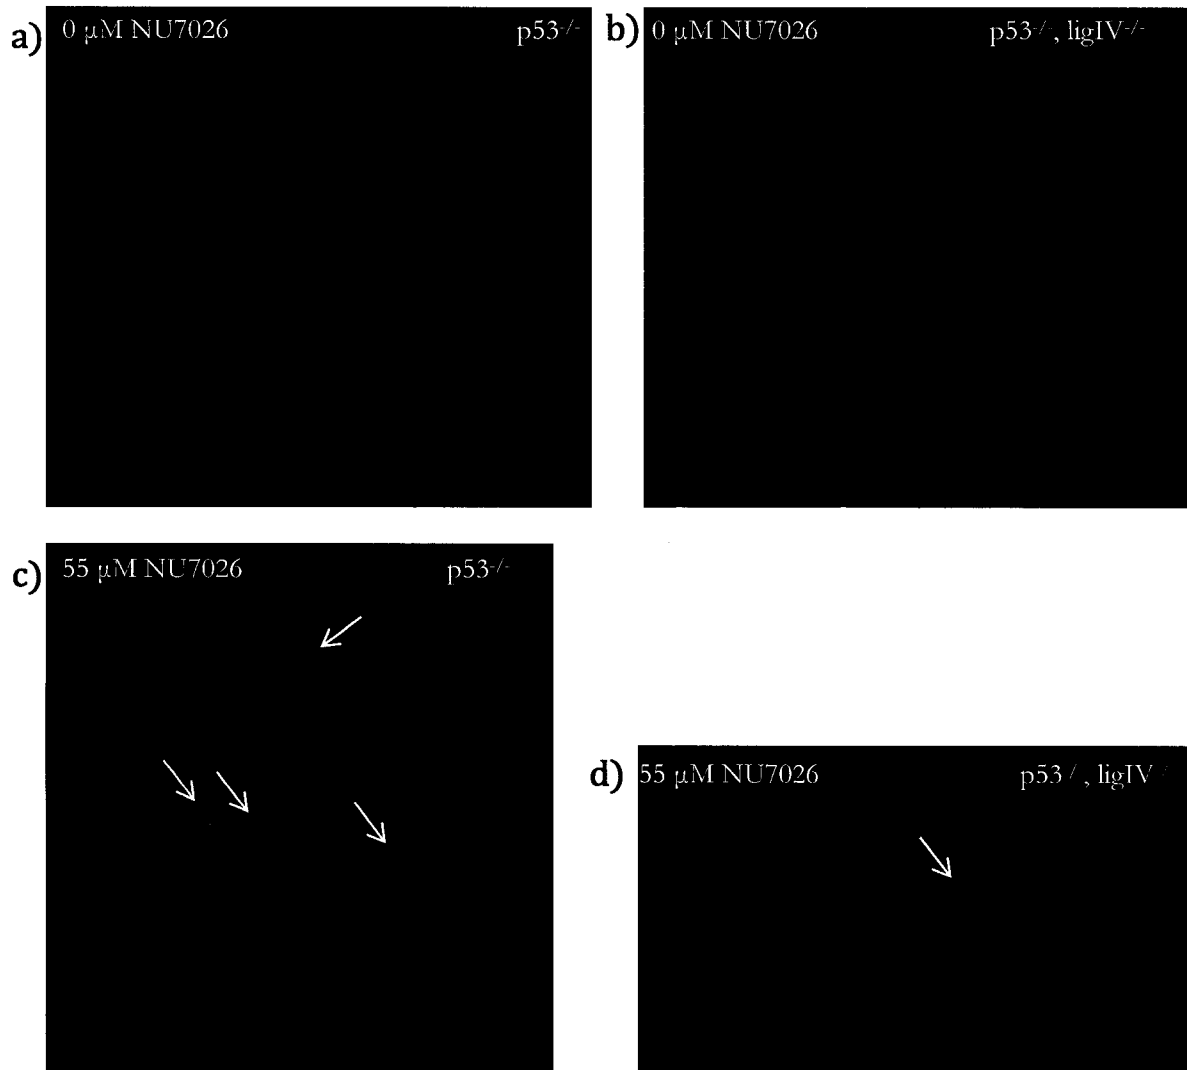 a) 0 μM NU7026 p53-/-
b) 0 μM NU7026 p53-/-, ligIV-/-
c) 55 μM NU7026 p53-/-
d) 55 μM NU7026 p53 /, ligIV /